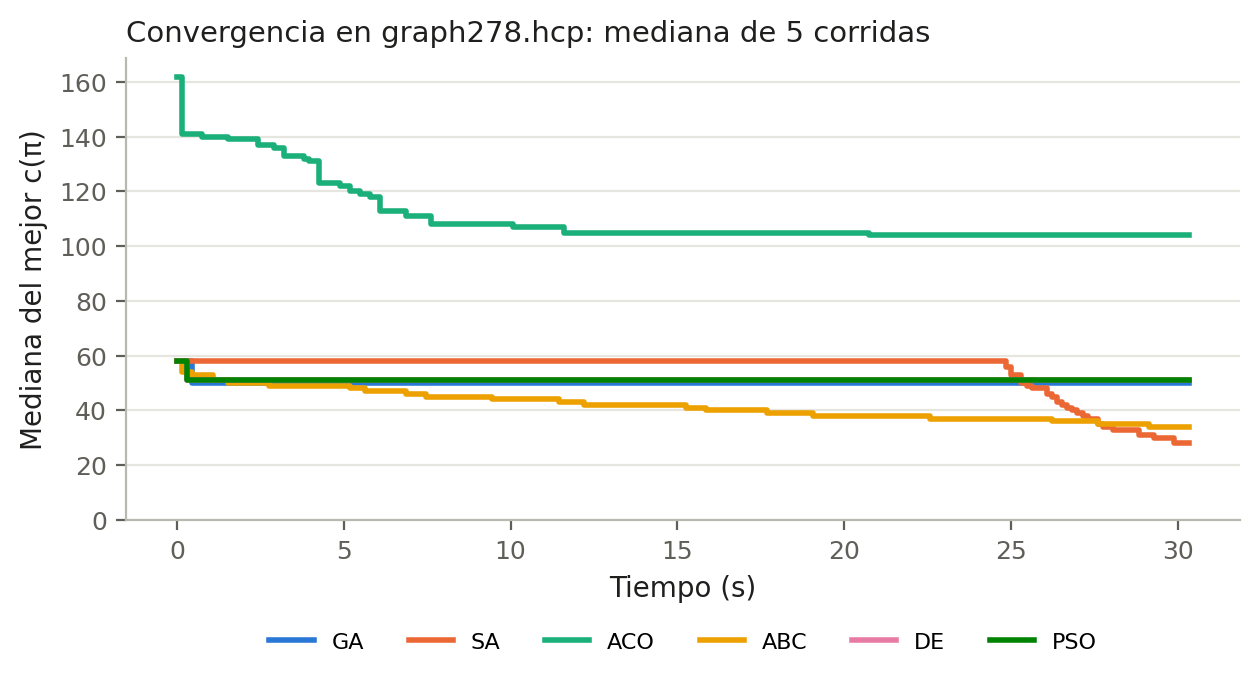 Convergencia en graph278.hcp: mediana de 5 corridas
Mediana del mejor c(π)
160
140
120
100
80
60
40
20
0
0 5 10 15 20 25 30
Tiempo (s)
GA SA ACO ABC DE PSO